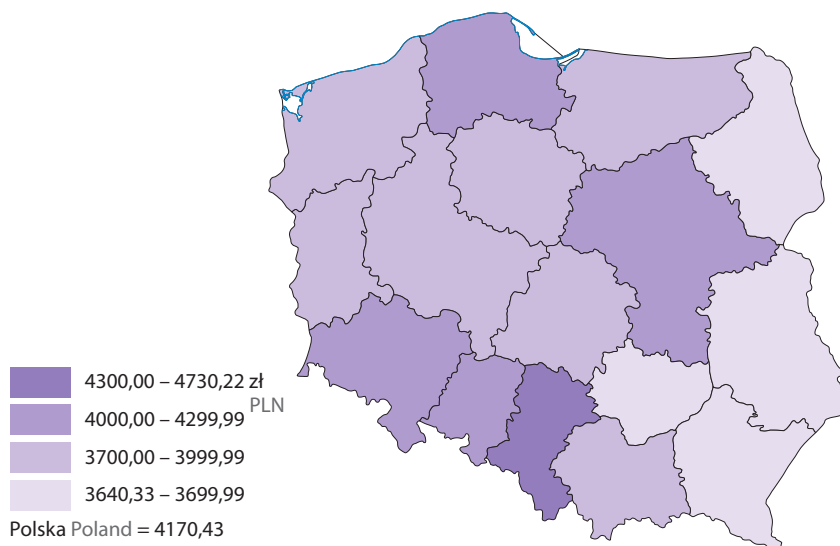 4300,00 – 4730,22 zł
PLN
4000,00 – 4299,99
3700,00 – 3999,99
3640,33 – 3699,99
Polska Poland = 4170,43